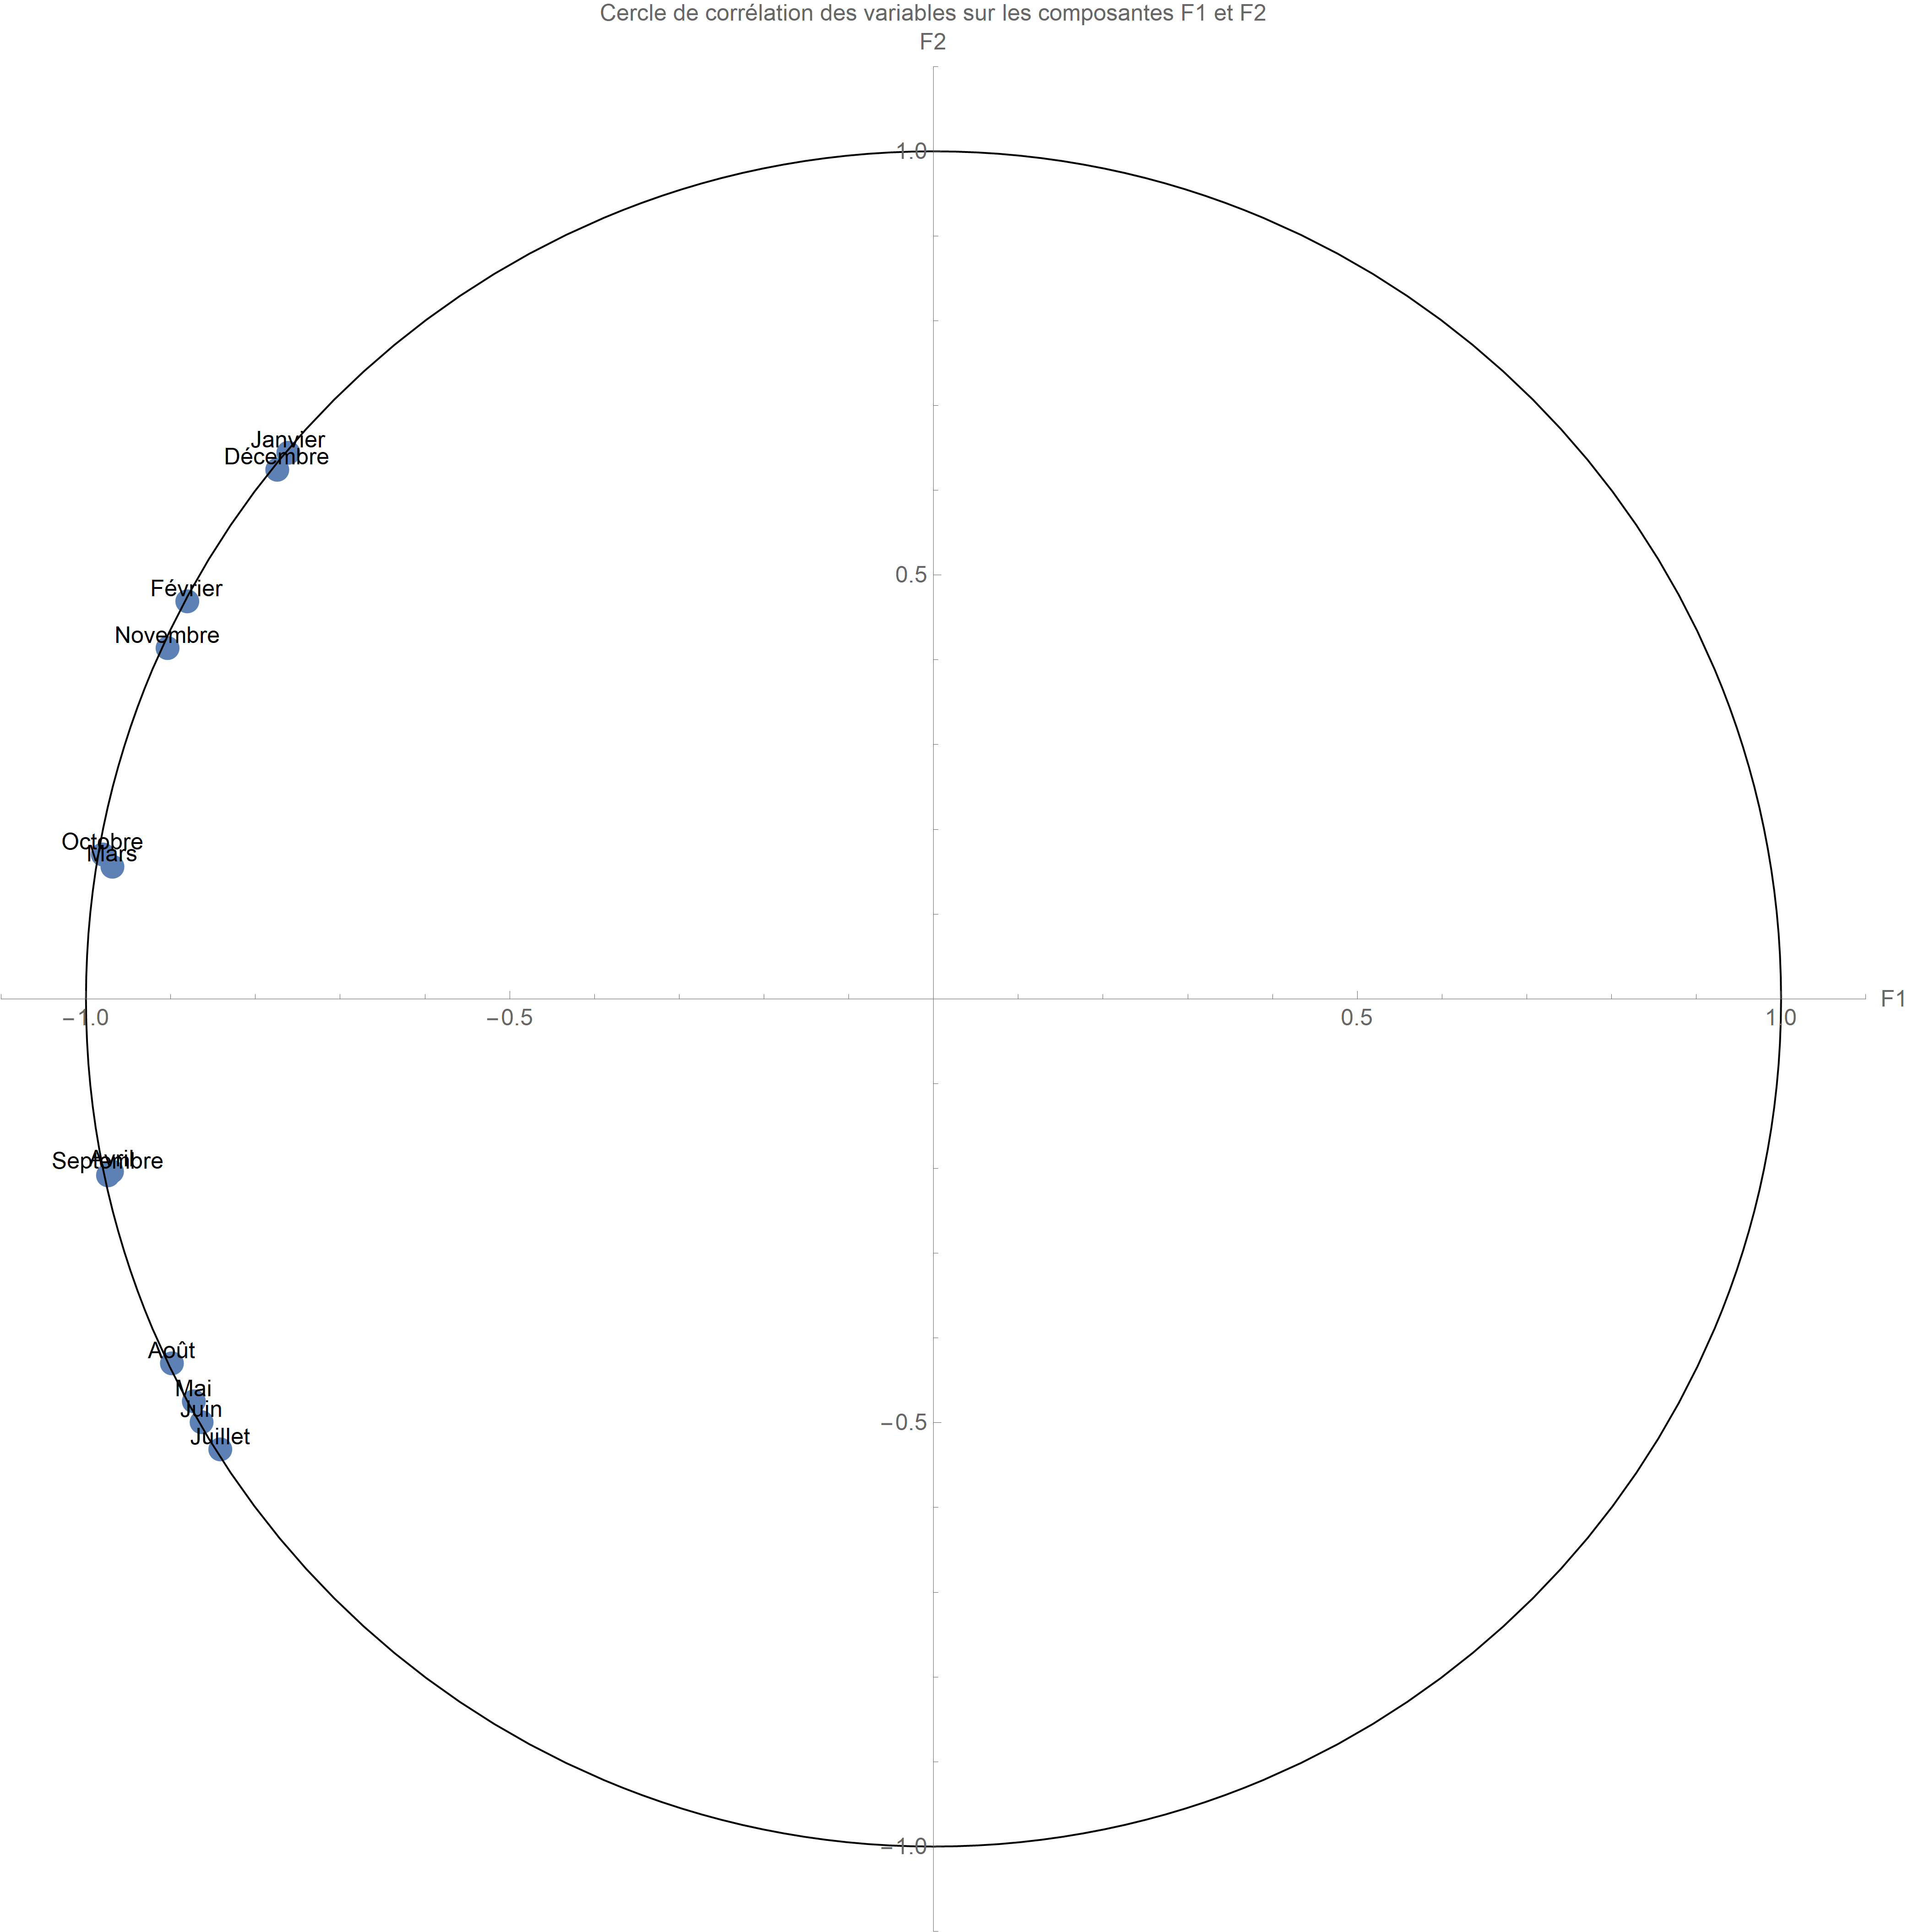 Cercle de corrélation des variables sur les composantes F1 et F2
F2
1.0
Janvier
Décembre
0.5
Février
Novembre
Octobre
Mars
F1
−1.0
−0.5
0.5
1.0
Avril
Septembre
Août
Mai
Juin
−0.5
Juillet
−1.0